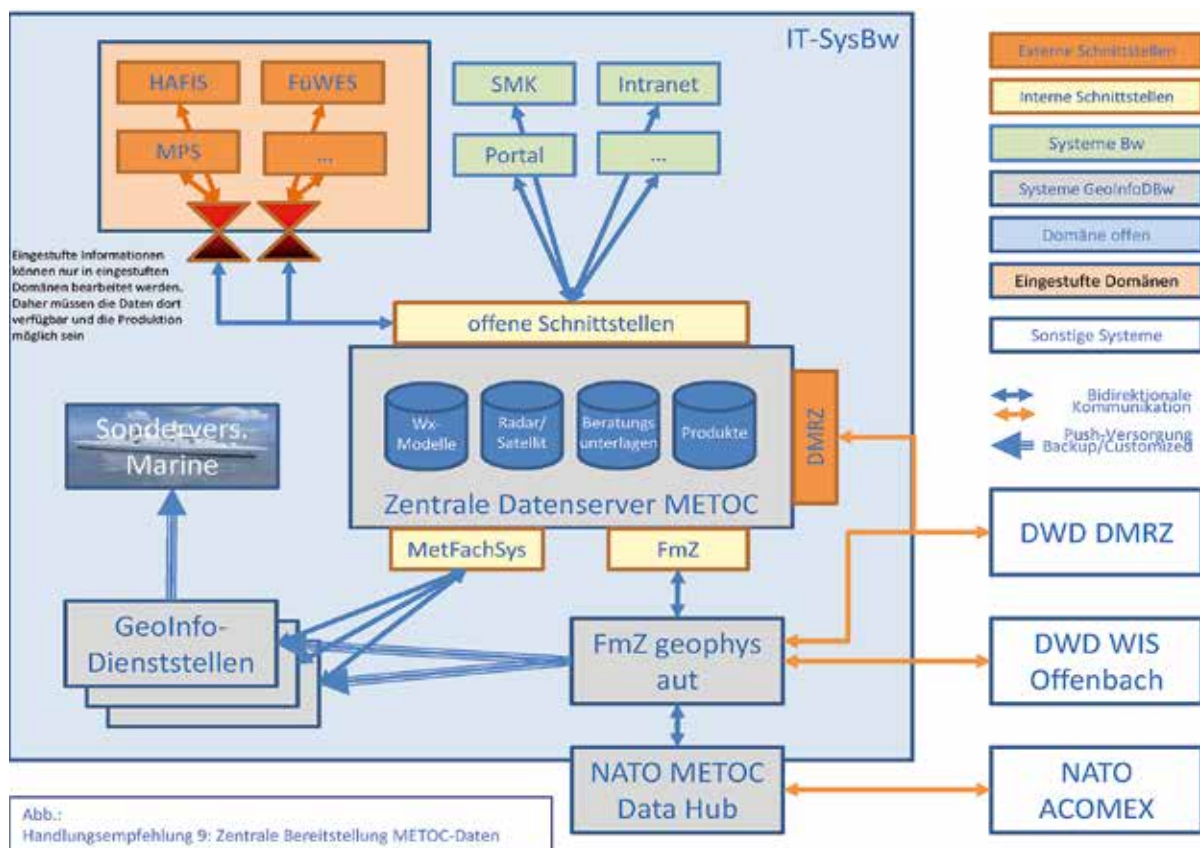 IT-SysBw
HAFIS
FüWES
MPS
...
SMK
Intranet
Portal
...
Eingestufte Informationen
können nur in eingestuften
Domänen bearbeitet werden.
Daher müssen die Daten dort
verfügbar und die Produktion
möglich sein
offene Schnittstellen
Wx-
Modelle
Radar/
Satellit
Beratungs
unterlagen
Produkte
DMRZ
Zentrale Datenserver METOC
MetFachSys
FmZ
Sondervers.
Marine
GeoInfo-
Dienststellen
FmZ geophys
aut
NATO METOC
Data Hub
Externe Schnittstellen
Interne Schnittstellen
Systeme Bw
Systeme GeoInfoDBw
Domäne offen
Eingestufte Domänen
Sonstige Systeme
Bidirektionale
Kommunikation
Push-Versorgung
Backup/Customized
DWD DMRZ
DWD WIS
Offenbach
NATO
ACOMEX
Abb.:
Handlungsempfehlung 9: Zentrale Bereitstellung METOC-Daten